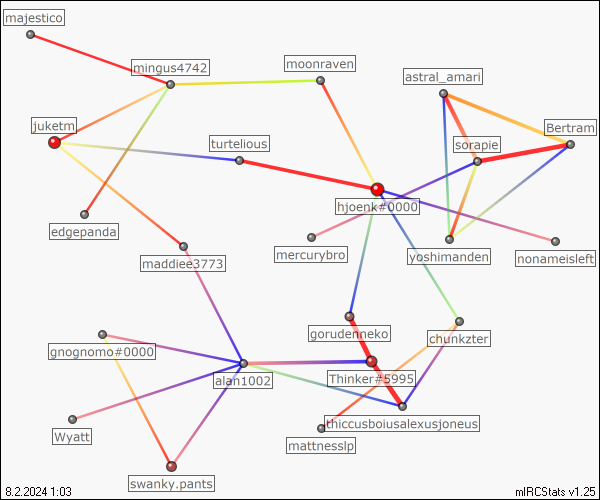 majestico
mingus4742
moonraven
astral_amari
juketm
turtelious
sorapie
Bertram
hjoenk#0000
edgepanda
maddiee3773
mercurybro
yoshimanden
nonameisleft
gorudenneko
chunkzter
gnognomo#0000
alan1002
Thinker#5995
thiccusboiusalexusjoneus
Wyatt
mattnesslp
swanky.pants
8.2.2024 1:03
mIRCStats v1.25